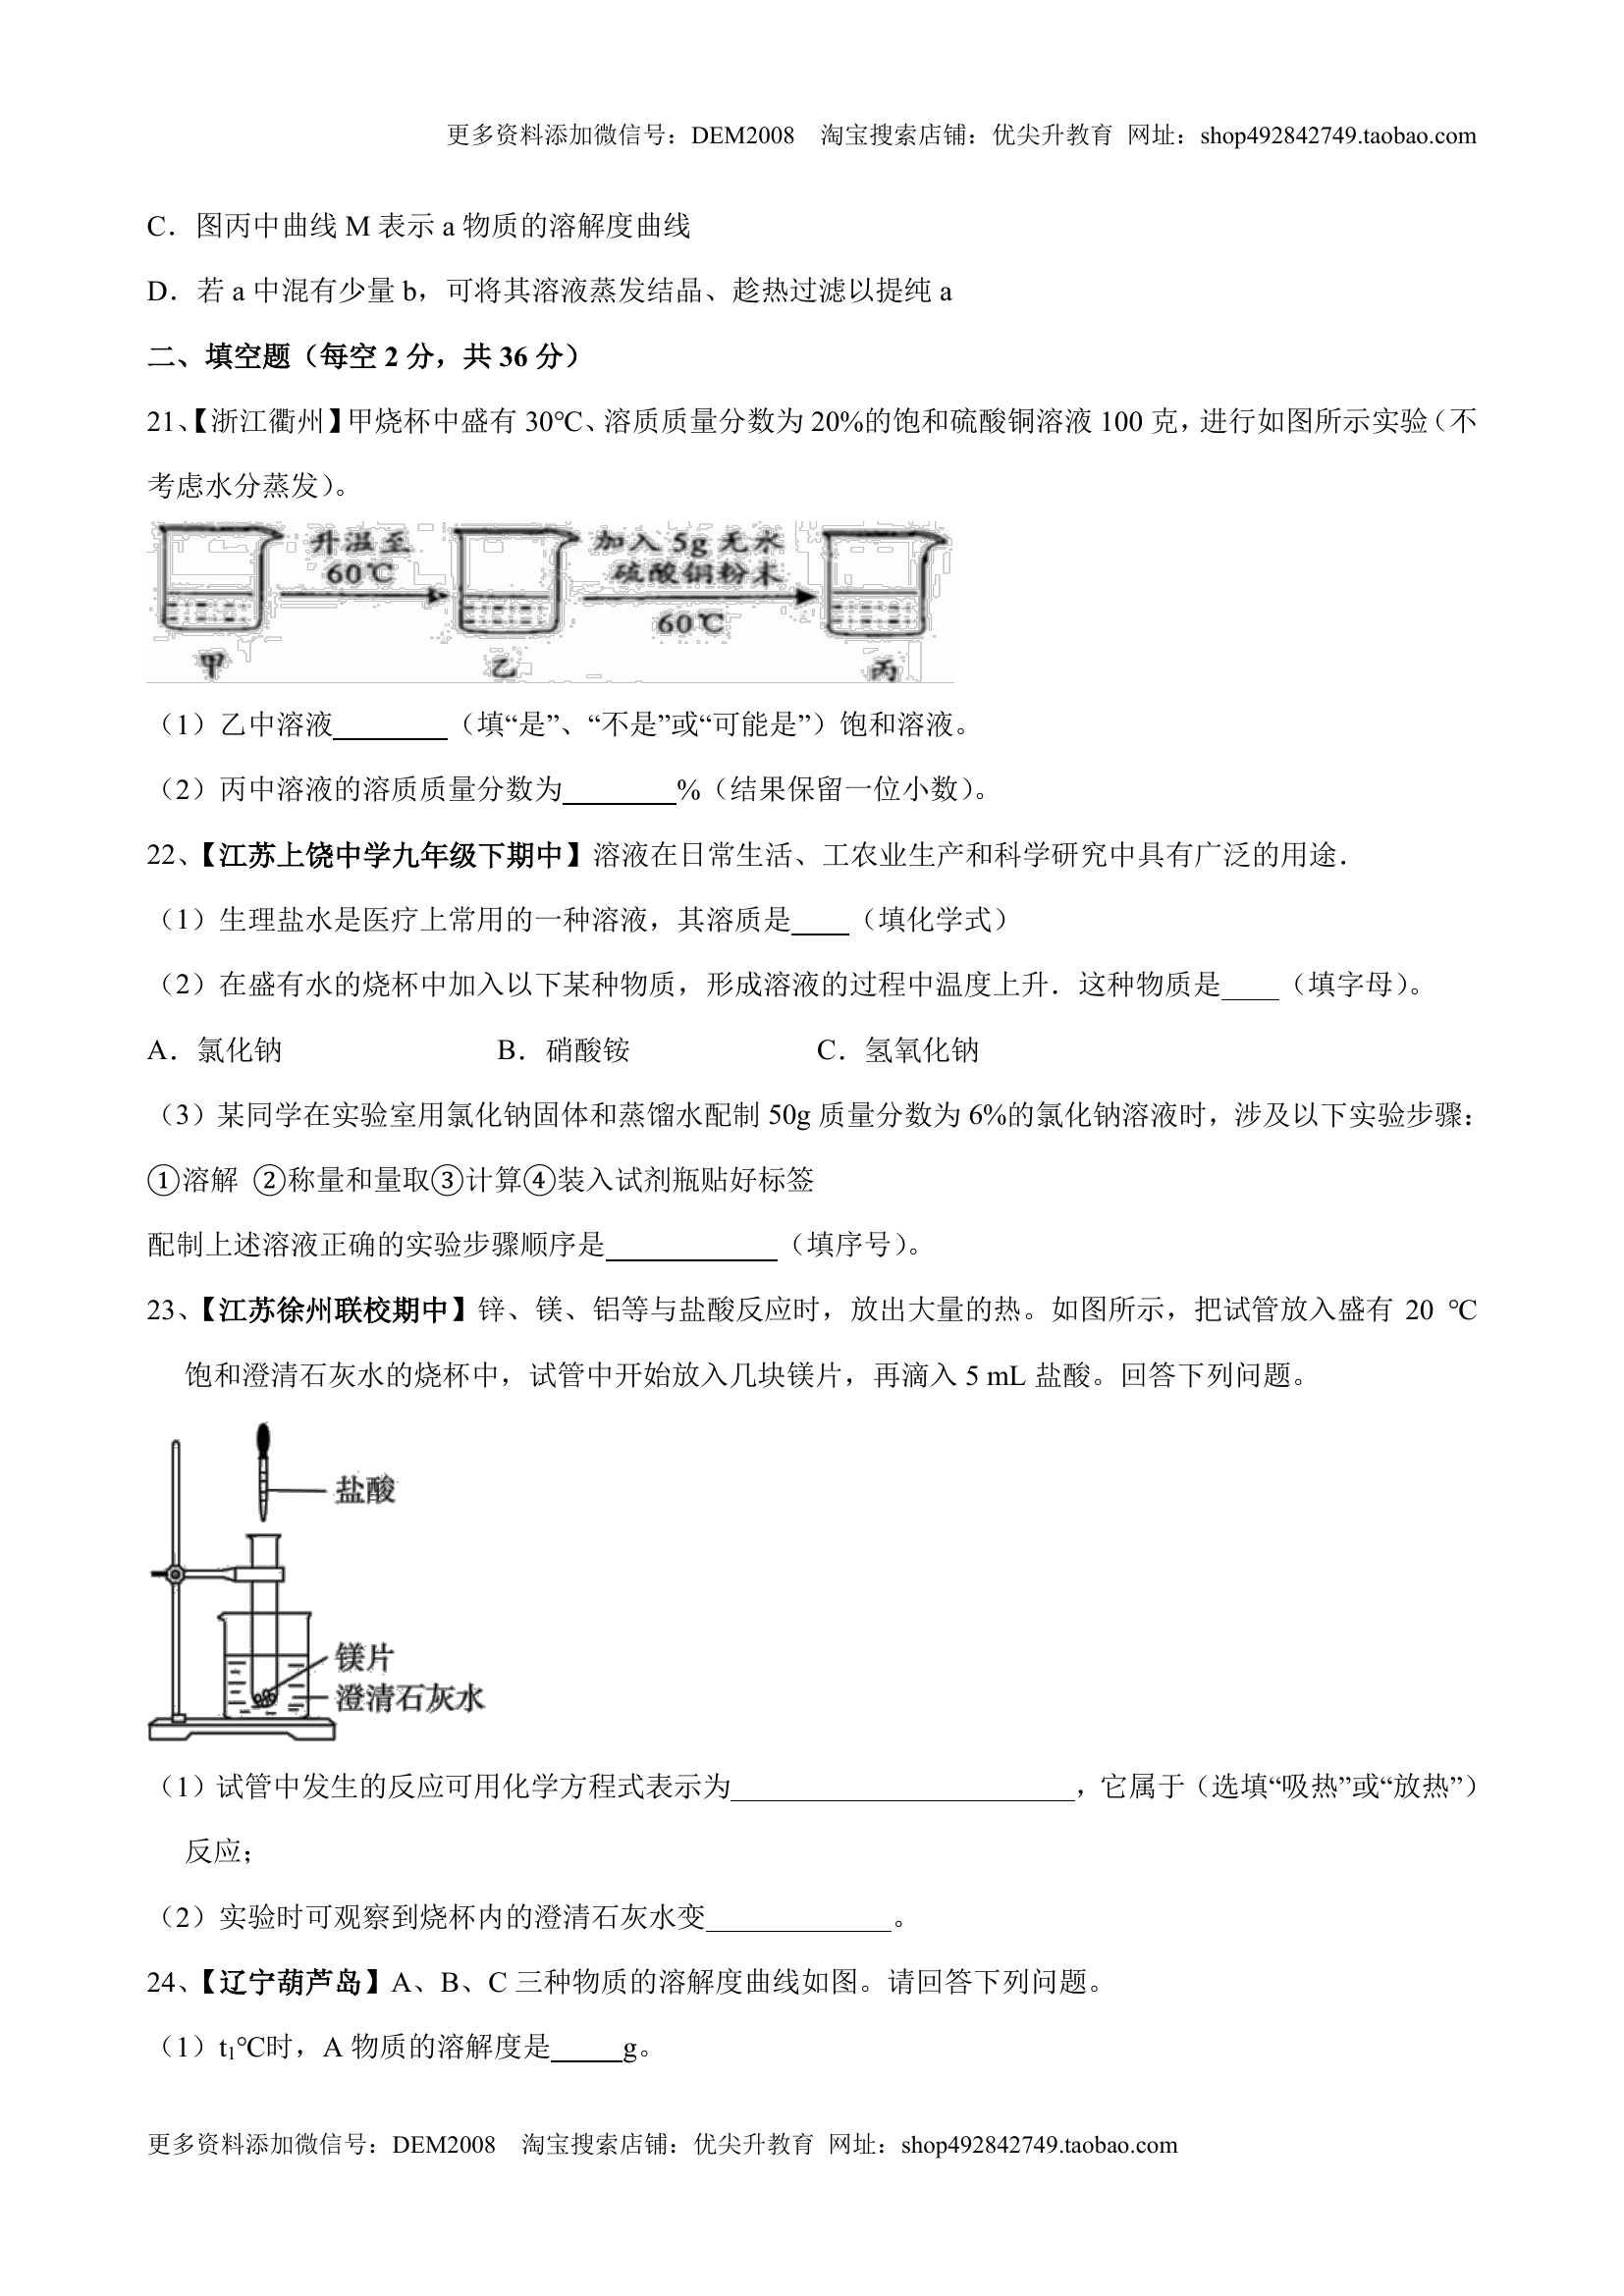 更多资料添加微信号：DEM2008 淘宝搜索店铺：优尖升教育 网址：shop492842749.taobao.com
C．图丙中曲线 M 表示 a 物质的溶解度曲线
D．若 a 中混有少量 b，可将其溶液蒸发结晶、趁热过滤以提纯 a
二、填空题（每空 2 分，共 36 分）
21、【浙江衢州】甲烧杯中盛有 30℃、溶质质量分数为 20%的饱和硫酸铜溶液 100 克，进行如图所示实验（不
考虑水分蒸发）。
升温至
60℃
加入 5g 无水
硫酸铜粉末
60℃
甲 乙 丙
（1）乙中溶液________（填“是”、“不是”或“可能是”）饱和溶液。
（2）丙中溶液的溶质质量分数为________%（结果保留一位小数）。
22、【江苏上饶中学九年级下期中】溶液在日常生活、工农业生产和科学研究中具有广泛的用途．
（1）生理盐水是医疗上常用的一种溶液，其溶质是____（填化学式）
（2）在盛有水的烧杯中加入以下某种物质，形成溶液的过程中温度上升．这种物质是____（填字母）。
A．氯化钠 B．硝酸铵 C．氢氧化钠
（3）某同学在实验室用氯化钠固体和蒸馏水配制 50g 质量分数为 6%的氯化钠溶液时，涉及以下实验步骤：
①溶解 ②称量和量取③计算④装入试剂瓶贴好标签
配制上述溶液正确的实验步骤顺序是____________（填序号）。
23、【江苏徐州联校期中】锌、镁、铝等与盐酸反应时，放出大量的热。如图所示，把试管放入盛有 20 ℃
饱和澄清石灰水的烧杯中，试管中开始放入几块镁片，再滴入 5 mL 盐酸。回答下列问题。
盐酸
镁片
澄清石灰水
（1）试管中发生的反应可用化学方程式表示为________________________，它属于（选填“吸热”或“放热”）
反应；
（2）实验时可观察到烧杯内的澄清石灰水变_____________。
24、【辽宁葫芦岛】A、B、C 三种物质的溶解度曲线如图。请回答下列问题。
（1）t₁℃时，A 物质的溶解度是_____g。
更多资料添加微信号：DEM2008 淘宝搜索店铺：优尖升教育 网址：shop492842749.taobao.com